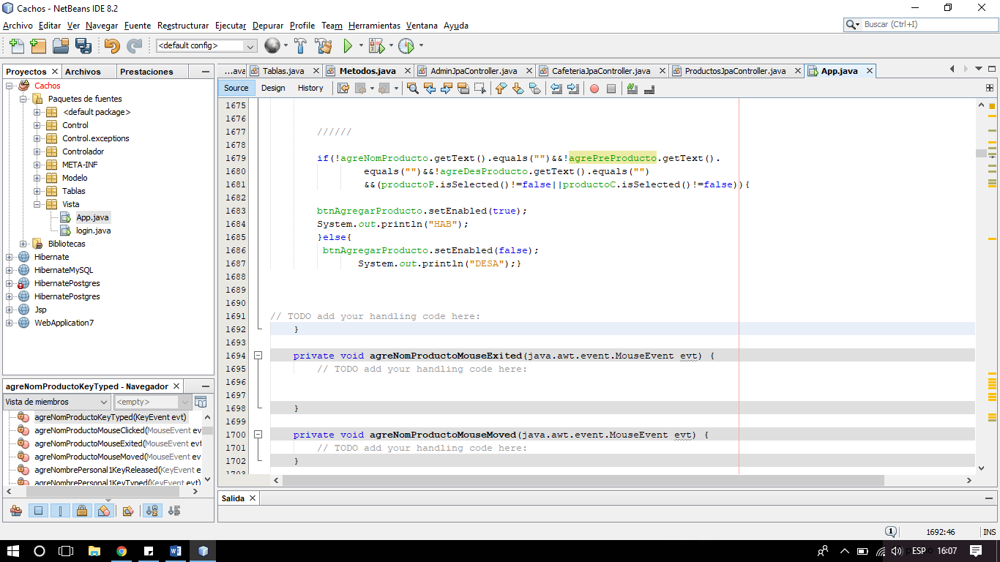 Cachos - NetBeans IDE 8.2
Archivo Editar Ver Navegar Fuente Reestructurar Ejecutar Depurar Profile Team Herramientas Ventana Ayuda
Buscar (Ctrl+I)
<default config>
Proyectos Archivos Prestaciones
...ava Tablas.java Metodos.java AdminJpaController.java CafeteriaJpaController.java ProductosJpaController.java App.java
Source Design History
Cachos
Paquetes de fuentes
<default package>
Control
Control.exceptions
Controlador
META-INF
Modelo
Tablas
Vista
App.java
login.java
Bibliotecas
Hibernate
HibernateMySQL
HibernatePostgres
HibernatePostgres
Jsp
WebApplication7
agreNomProductoKeyTyped - Navegador
Vista de miembros <empty>
agreNomProductoKeyTyped(KeyEvent evt)
agreNomProductoMouseClicked(MouseEvent ev
agreNomProductoMouseExited(MouseEvent evt
agreNomProductoMouseMoved(MouseEvent ev
agreNombrePersonal1KeyReleased(KeyEvent e
agreNombrePersonal1KeyTyped(KeyEvent evt)
1675
1676
1677 //////
1678
1679 if(!agreNomProducto.getText().equals("")&&!agrePreProducto.getText().
1680 equals("")&&!agreDesProducto.getText().equals("")
1681 &&(productoP.isSelected()!=false||productoC.isSelected()!=false)){
1682
1683 btnAgregarProducto.setEnabled(true);
1684 System.out.println("HAB");
1685 }else{
1686 btnAgregarProducto.setEnabled(false);
1687 System.out.println("DESA");}
1688
1689
1690
1691 // TODO add your handling code here:
1692 }
1693
1694 private void agreNomProductoMouseExited(java.awt.event.MouseEvent evt) {
1695 // TODO add your handling code here:
1696
1697
1698 }
1699
1700 private void agreNomProductoMouseMoved(java.awt.event.MouseEvent evt) {
1701 // TODO add your handling code here:
1702 }
1703
Salida
1 1692:46 INS
ESP 16:07